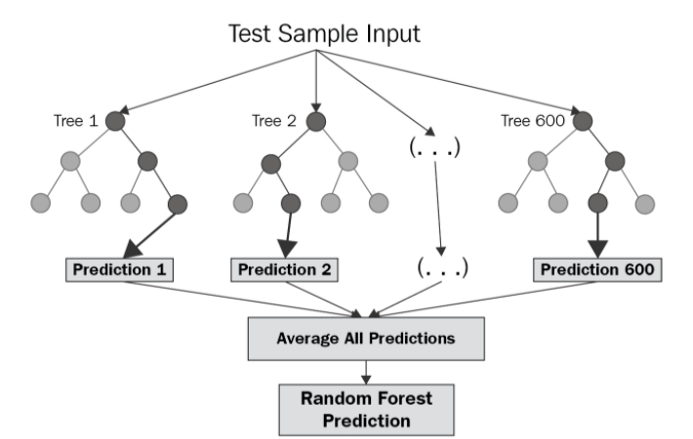 Test Sample Input
Tree 1
Tree 2
(. . .)
Tree 600
Prediction 1
Prediction 2
(. . .)
Prediction 600
Average All Predictions
Random Forest
Prediction